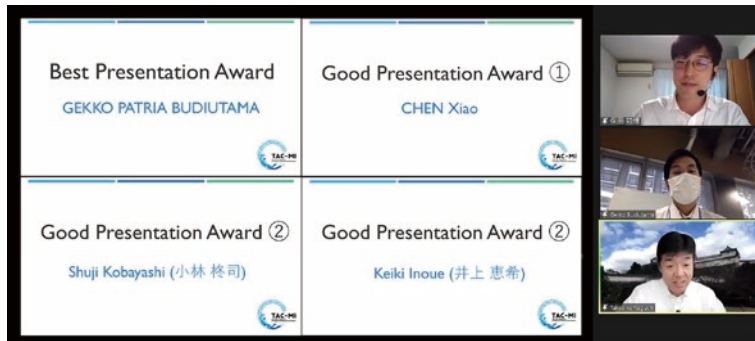 Best Presentation Award
GEKKO PATRIA BUDIUTAMA
TAC-MI
Good Presentation Award ①
CHEN Xiao
TAC-MI
Good Presentation Award ②
Shuji Kobayashi (小林 柊司)
TAC-MI
Good Presentation Award ②
Keiki Inoue (井上 恵希)
TAC-MI
Gekko Budiutama